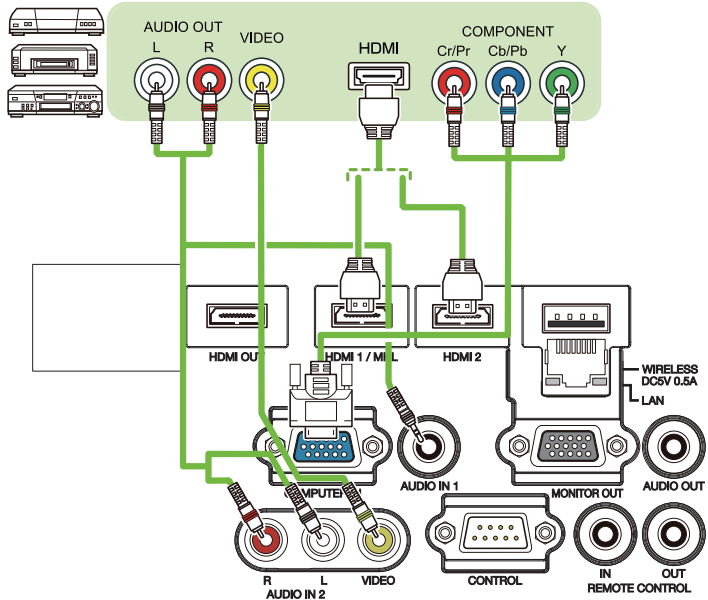 AUDIO OUT
L R
VIDEO
HDMI
COMPONENT
Cr/Pr Cb/Pb Y
HDMI OUT
HDMI 1 / MHL
HDMI 2
WIRELESS
DC5V 0.5A
LAN
AUDIO IN 1
MONITOR OUT
AUDIO OUT
R L VIDEO
AUDIO IN 2
CONTROL
IN OUT
REMOTE CONTROL